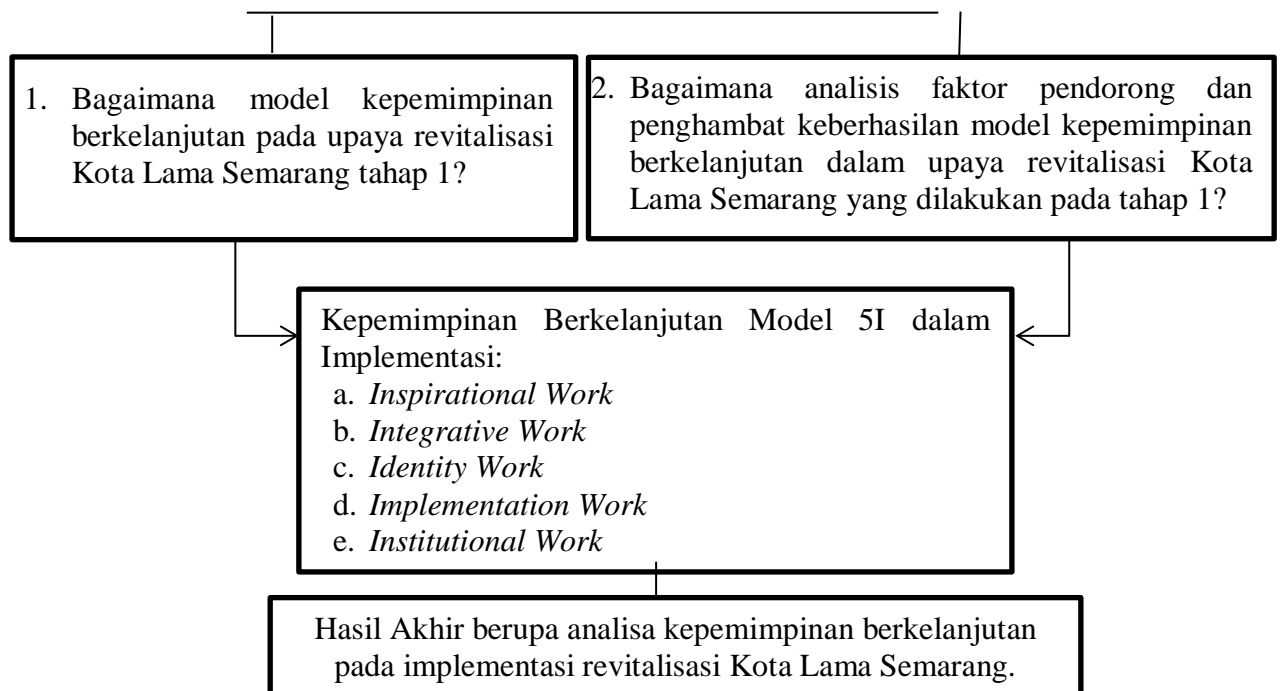 1. Bagaimana model kepemimpinan
berkelanjutan pada upaya revitalisasi
Kota Lama Semarang tahap 1?
2. Bagaimana analisis faktor pendorong dan
penghambat keberhasilan model kepemimpinan
berkelanjutan dalam upaya revitalisasi Kota
Lama Semarang yang dilakukan pada tahap 1?
Kepemimpinan Berkelanjutan Model 5I dalam
Implementasi:
a. Inspirational Work
b. Integrative Work
c. Identity Work
d. Implementation Work
e. Institutional Work
Hasil Akhir berupa analisa kepemimpinan berkelanjutan
pada implementasi revitalisasi Kota Lama Semarang.